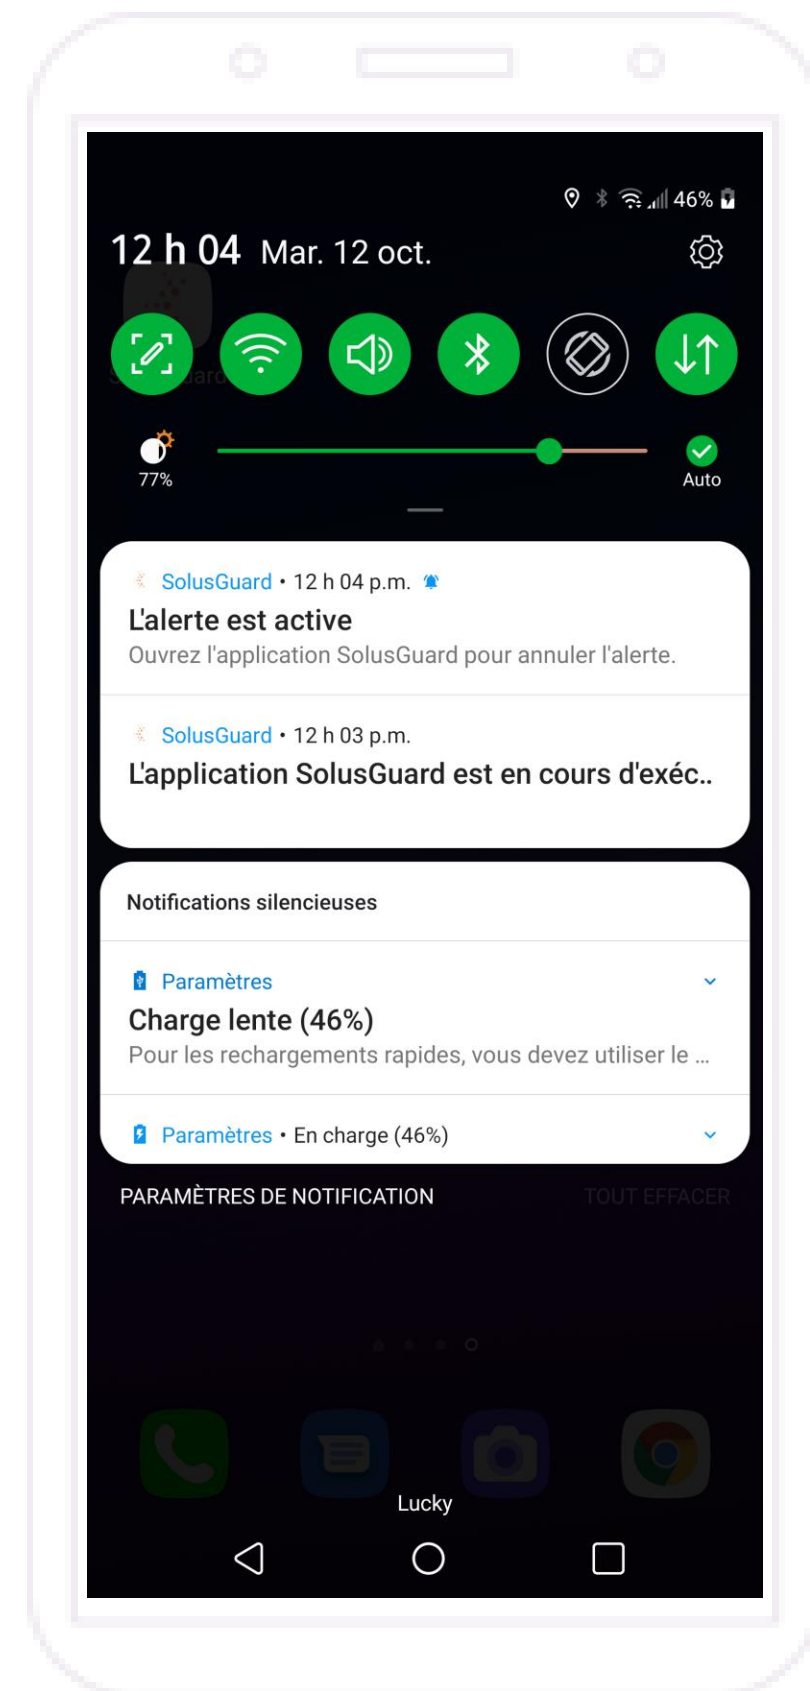 46%
12 h 04 Mar. 12 oct.
77%
Auto
SolusGuard • 12 h 04 p.m.
L'alerte est active
Ouvrez l'application SolusGuard pour annuler l'alerte.
SolusGuard • 12 h 03 p.m.
L'application SolusGuard est en cours d'exéc..
Notifications silencieuses
Paramètres
Charge lente (46%)
Pour les rechargements rapides, vous devez utiliser le ...
Paramètres • En charge (46%)
PARAMÈTRES DE NOTIFICATION
TOUT EFFACER
Lucky